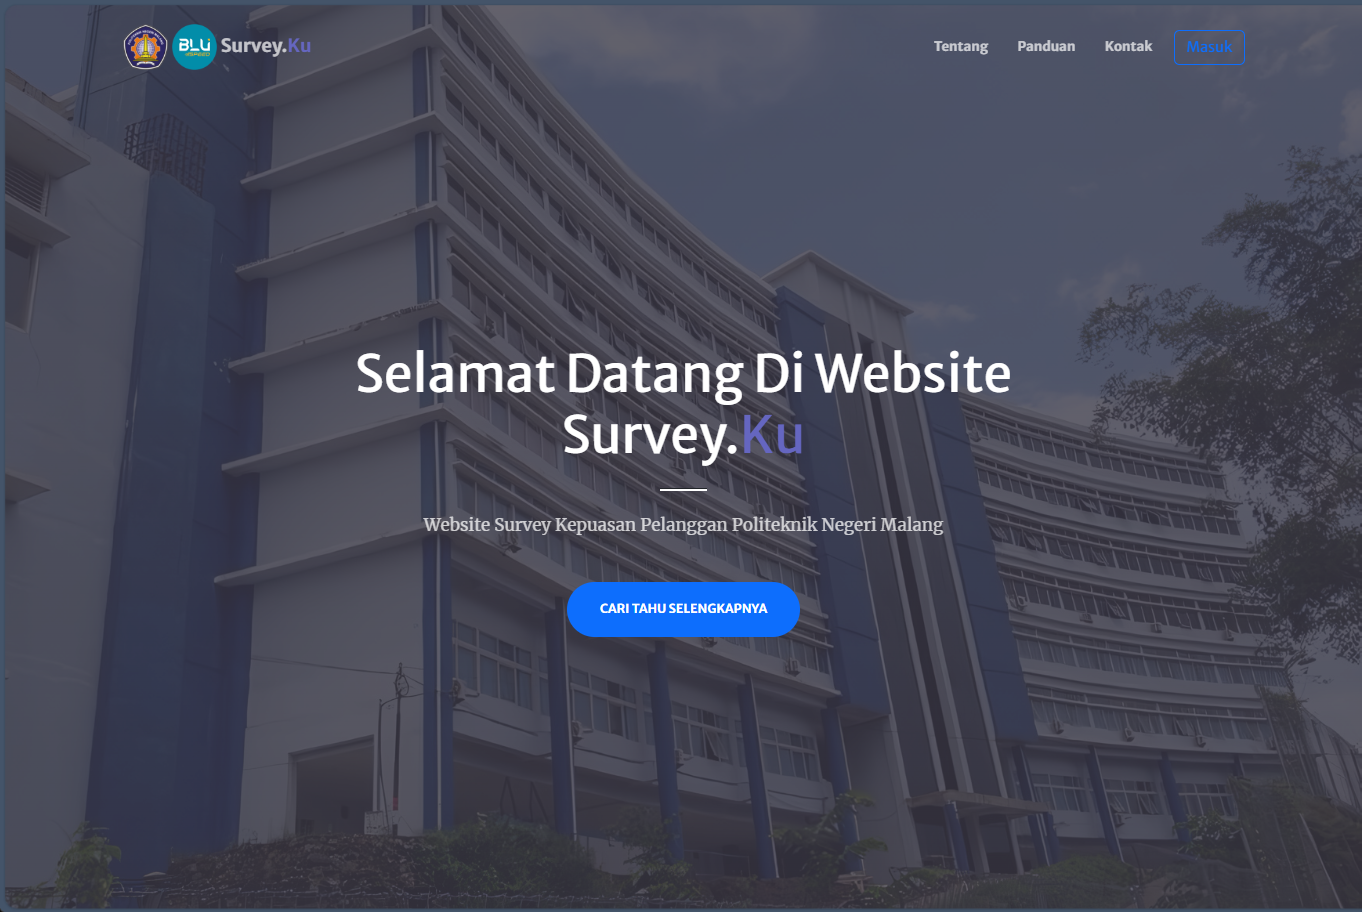 BLU
Survey.Ku
Tentang
Panduan
Kontak
Masuk
Selamat Datang Di Website
Survey.Ku
Website Survey Kepuasan Pelanggan Politeknik Negeri Malang
CARI TAHU SELENGKAPNYA